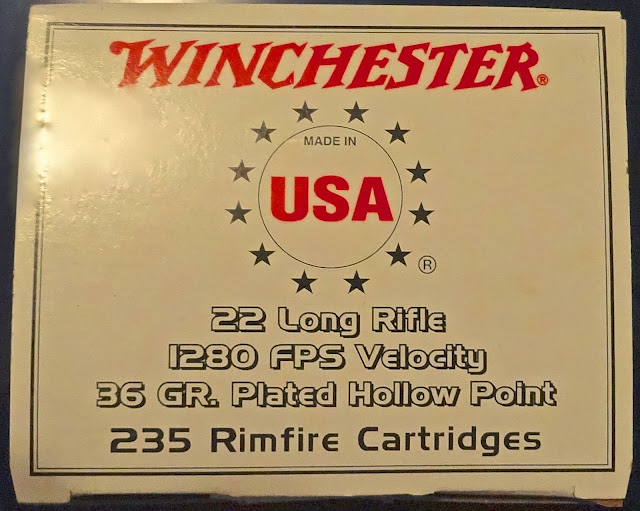 WINCHESTER®
MADE IN
USA
®
22 Long Rifle
1280 FPS Velocity
36 GR. Plated Hollow Point
235 Rimfire Cartridges